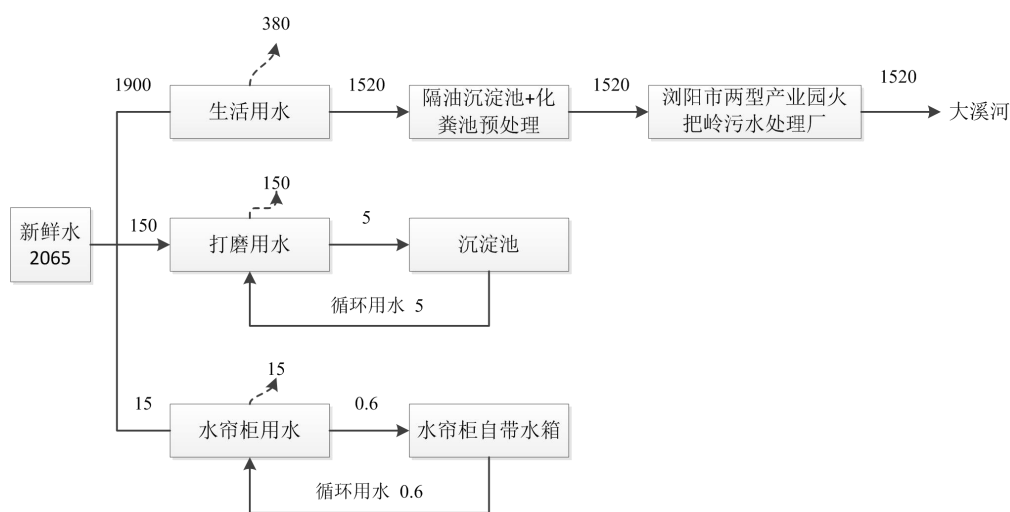 380
1900
生活用水
1520
隔油沉淀池+化
粪池预处理
1520
浏阳市两型产业园火
把岭污水处理厂
1520
大溪河
新鲜水
2065
150
150
打磨用水
5
沉淀池
循环用水 5
15
15
水帘柜用水
0.6
水帘柜自带水箱
循环用水 0.6